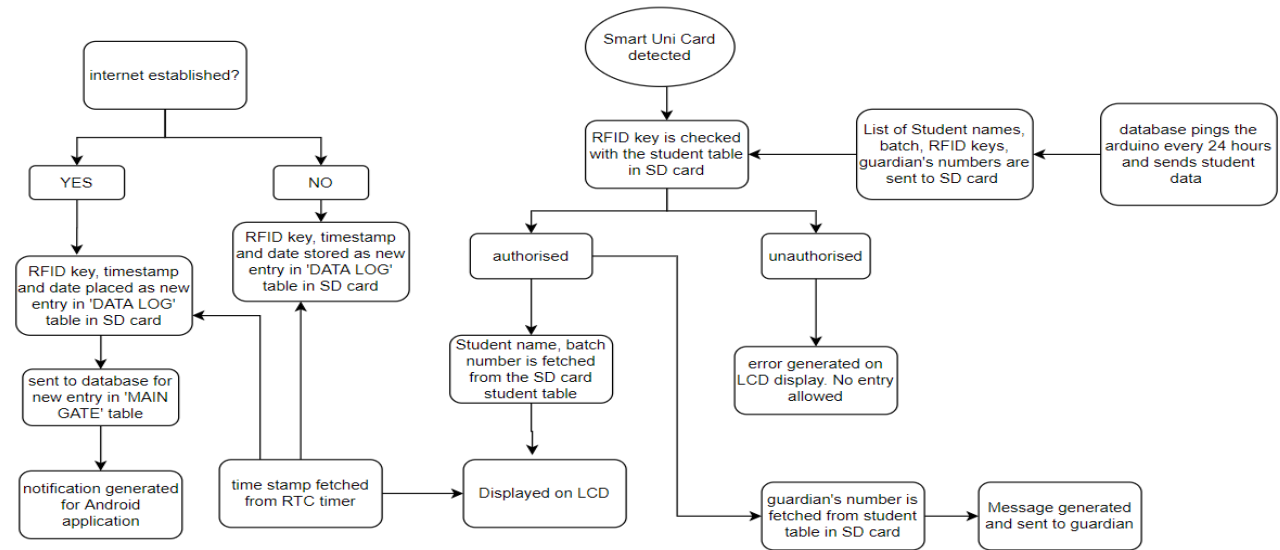 internet established?
YES
NO
RFID key, timestamp
and date placed as new
entry in 'DATA LOG'
table in SD card
RFID key, timestamp
and date stored as new
entry in 'DATA LOG'
table in SD card
sent to database for
new entry in 'MAIN
GATE' table
notification generated
for Android
application
time stamp fetched
from RTC timer
Smart Uni Card
detected
RFID key is checked
with the student table
in SD card
List of Student names,
batch, RFID keys,
guardian's numbers are
sent to SD card
database pings the
arduino every 24 hours
and sends student
data
authorised
unauthorised
Student name, batch
number is fetched
from the SD card
student table
error generated on
LCD display. No entry
allowed
Displayed on LCD
guardian's number is
fetched from student
table in SD card
Message generated
and sent to guardian